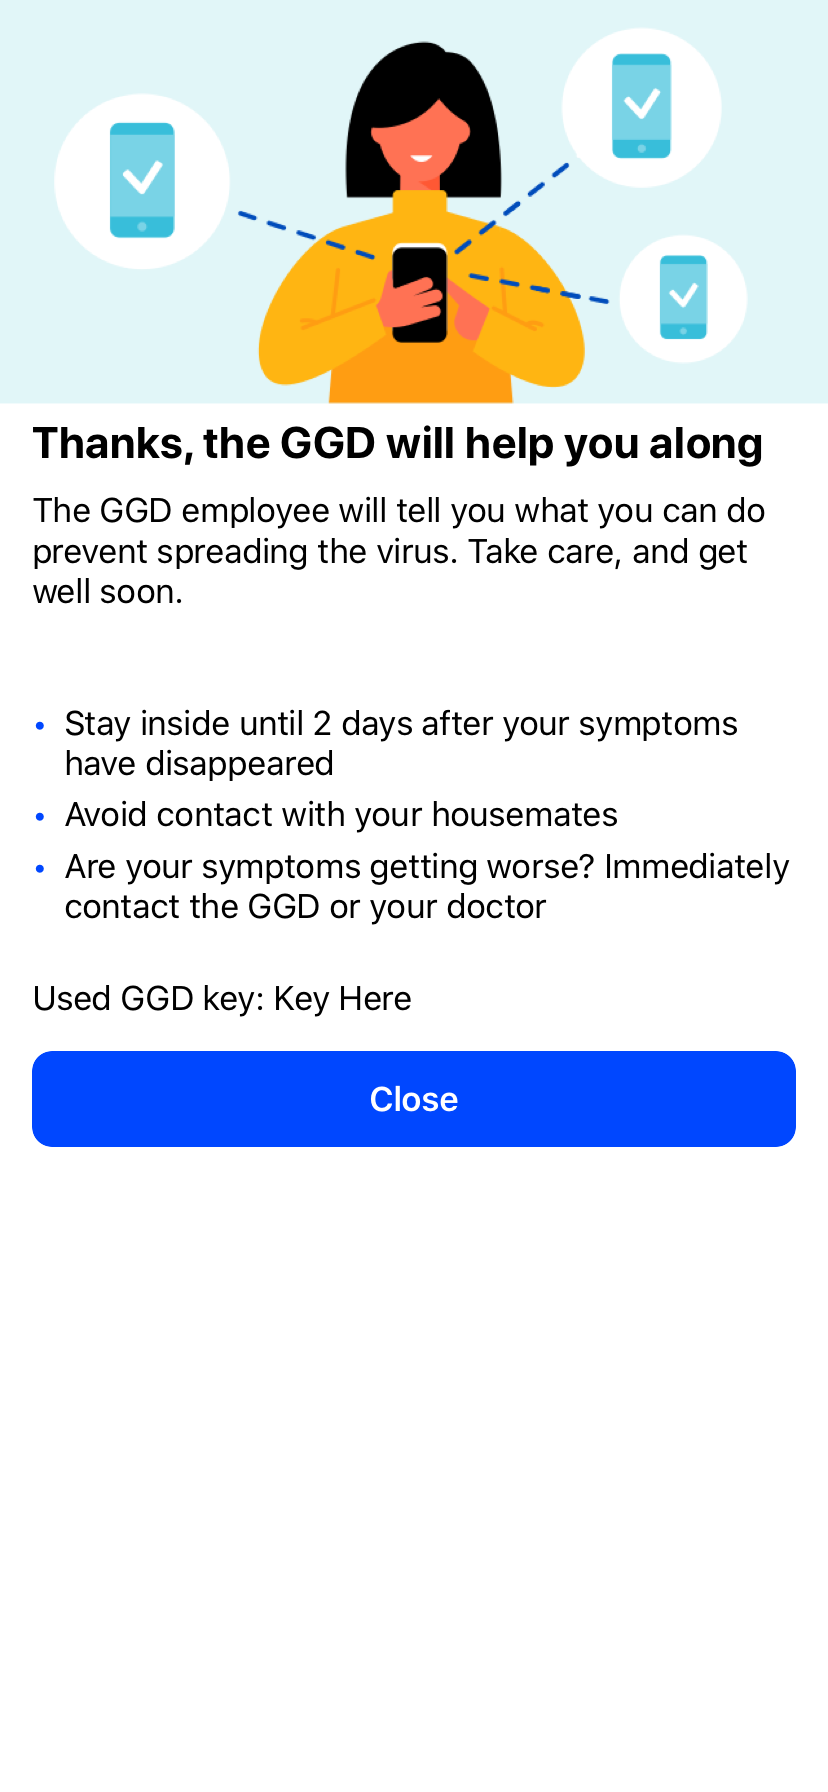 Thanks, the GGD will help you along
The GGD employee will tell you what you can do
prevent spreading the virus. Take care, and get
well soon.
• Stay inside until 2 days after your symptoms
have disappeared
• Avoid contact with your housemates
• Are your symptoms getting worse? Immediately
contact the GGD or your doctor
Used GGD key: Key Here
Close